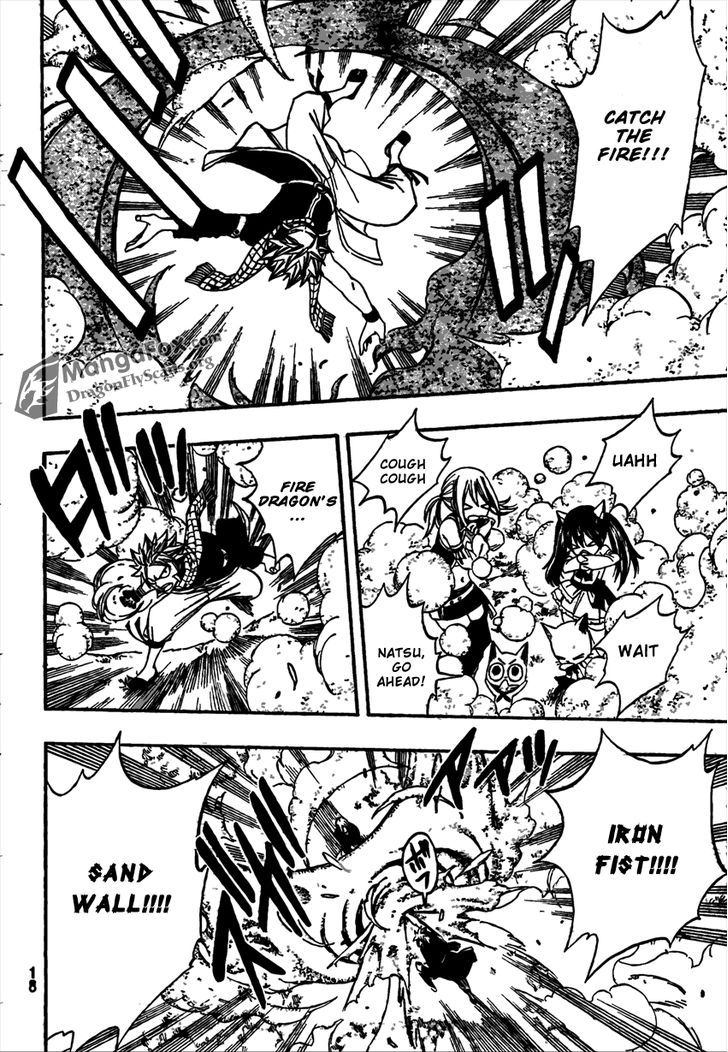 CATCH
THE
FIRE!!!
Mangafox.com
DragonFlyScans.org
UAHH
COUGH
COUGH
WAIT
NATSU,
GO
AHEAD!
FIRE
DRAGON'S
...
IRON
FIST!!!!
SAND
WALL!!!!
18